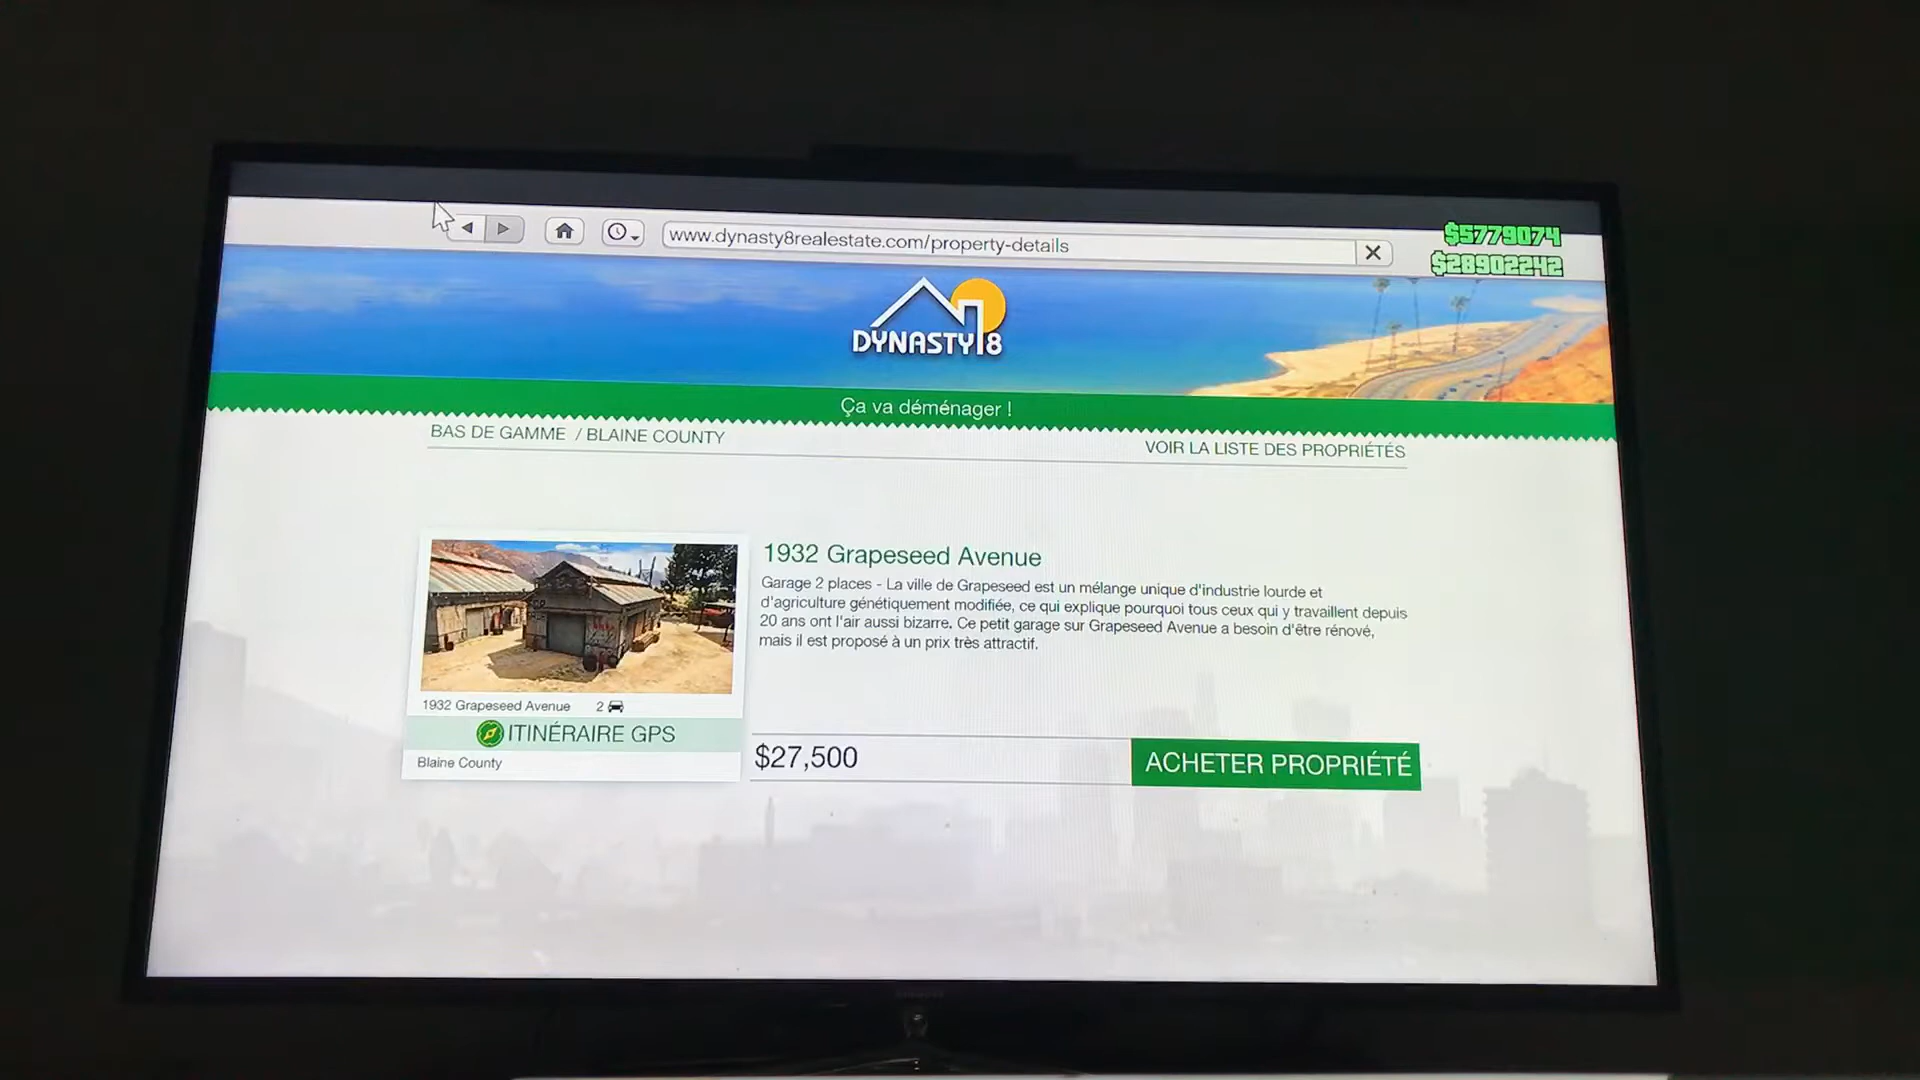 www.dynasty8realestate.com/property-details
$5779074
$28902242
DYNASTY 8
Ça va déménager !
BAS DE GAMME / BLAINE COUNTY
VOIR LA LISTE DES PROPRIÉTÉS
1932 Grapeseed Avenue
Garage 2 places - La ville de Grapeseed est un mélange unique d'industrie lourde et
d'agriculture génétiquement modifiée, ce qui explique pourquoi tous ceux qui y travaillent depuis
20 ans ont l'air aussi bizarre. Ce petit garage sur Grapeseed Avenue a besoin d'être rénové,
mais il est proposé à un prix très attractif.
1932 Grapeseed Avenue 2
ITINÉRAIRE GPS
Blaine County
$27,500
ACHETER PROPRIÉTÉ